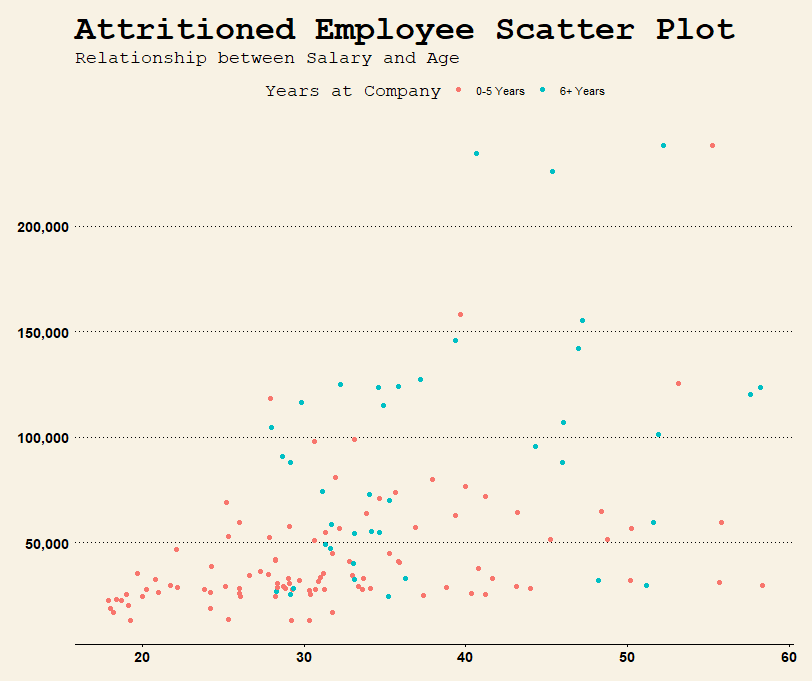 Attritioned Employee Scatter Plot
Relationship between Salary and Age
Years at Company 0-5 Years 6+ Years
200,000
150,000
100,000
50,000
20 30 40 50 60